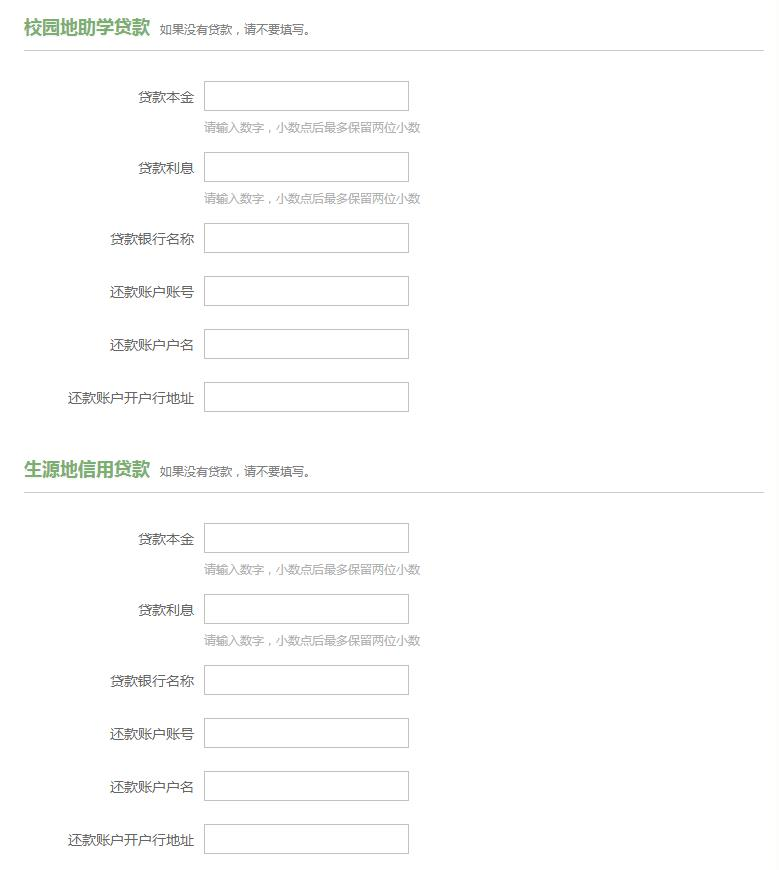 校园地助学贷款 如果没有贷款，请不要填写。
贷款本金
请输入数字，小数点后最多保留两位小数
贷款利息
请输入数字，小数点后最多保留两位小数
贷款银行名称
还款账户账号
还款账户户名
还款账户开户行地址
生源地信用贷款 如果没有贷款，请不要填写。
贷款本金
请输入数字，小数点后最多保留两位小数
贷款利息
请输入数字，小数点后最多保留两位小数
贷款银行名称
还款账户账号
还款账户户名
还款账户开户行地址